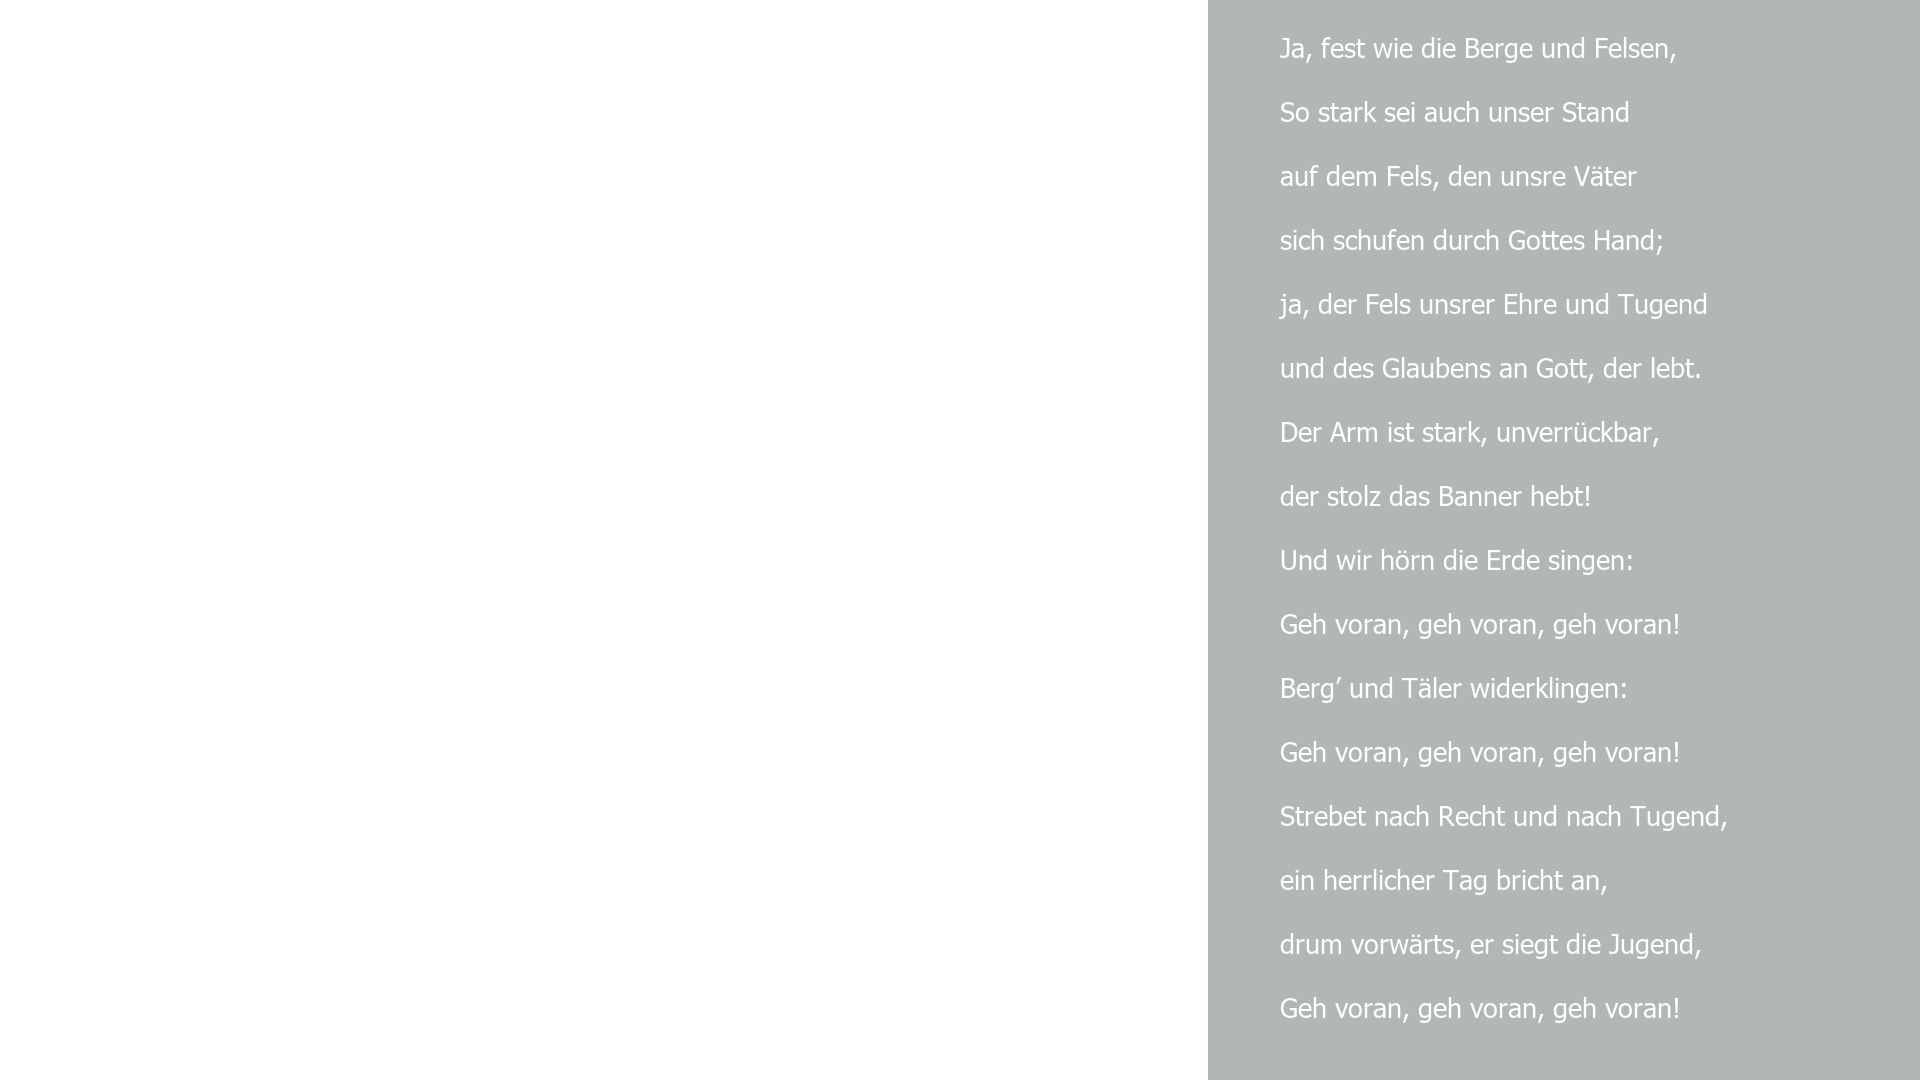 Ja, fest wie die Berge und Felsen,
So stark sei auch unser Stand
auf dem Fels, den unsre Väter
sich schufen durch Gottes Hand;
ja, der Fels unsrer Ehre und Tugend
und des Glaubens an Gott, der lebt.
Der Arm ist stark, unverrückbar,
der stolz das Banner hebt!
Und wir hörn die Erde singen:
Geh voran, geh voran, geh voran!
Berg’ und Täler widerklingen:
Geh voran, geh voran, geh voran!
Strebet nach Recht und nach Tugend,
ein herrlicher Tag bricht an,
drum vorwärts, er siegt die Jugend,
Geh voran, geh voran, geh voran!